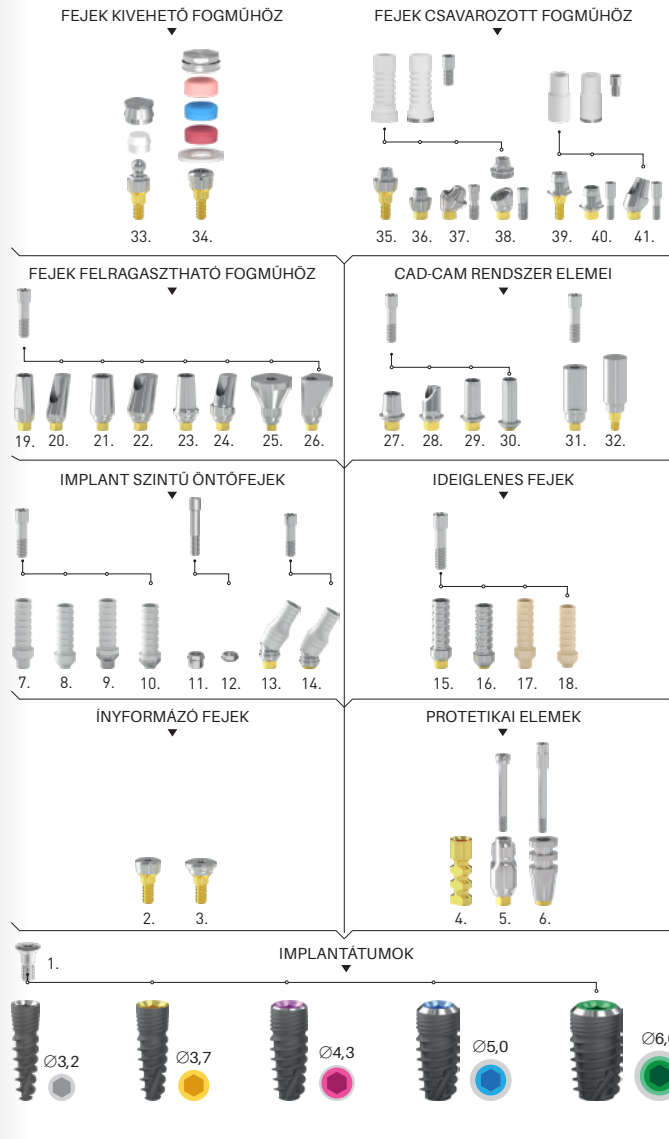 FEJEK KIVEHETŐ FOGMŰHÖZ
FEJEK CSAVAROZOTT FOGMŰHÖZ
33. 34.
35. 36. 37. 38. 39. 40. 41.
FEJEK FELRAGASZTHATÓ FOGMŰHÖZ
CAD-CAM RENDSZER ELEMEI
19. 20. 21. 22. 23. 24. 25. 26.
27. 28. 29. 30. 31. 32.
IMPLANT SZINTŰ ÖNTŐFEJEK
IDEIGLENES FEJEK
7. 8. 9. 10. 11. 12. 13. 14.
15. 16. 17. 18.
ÍNYFORMÁZÓ FEJEK
PROTETIKAI ELEMEK
2. 3.
4. 5. 6.
IMPLANTÁTUMOK
1.
∅3,2
∅3,7
∅4,3
∅5,0